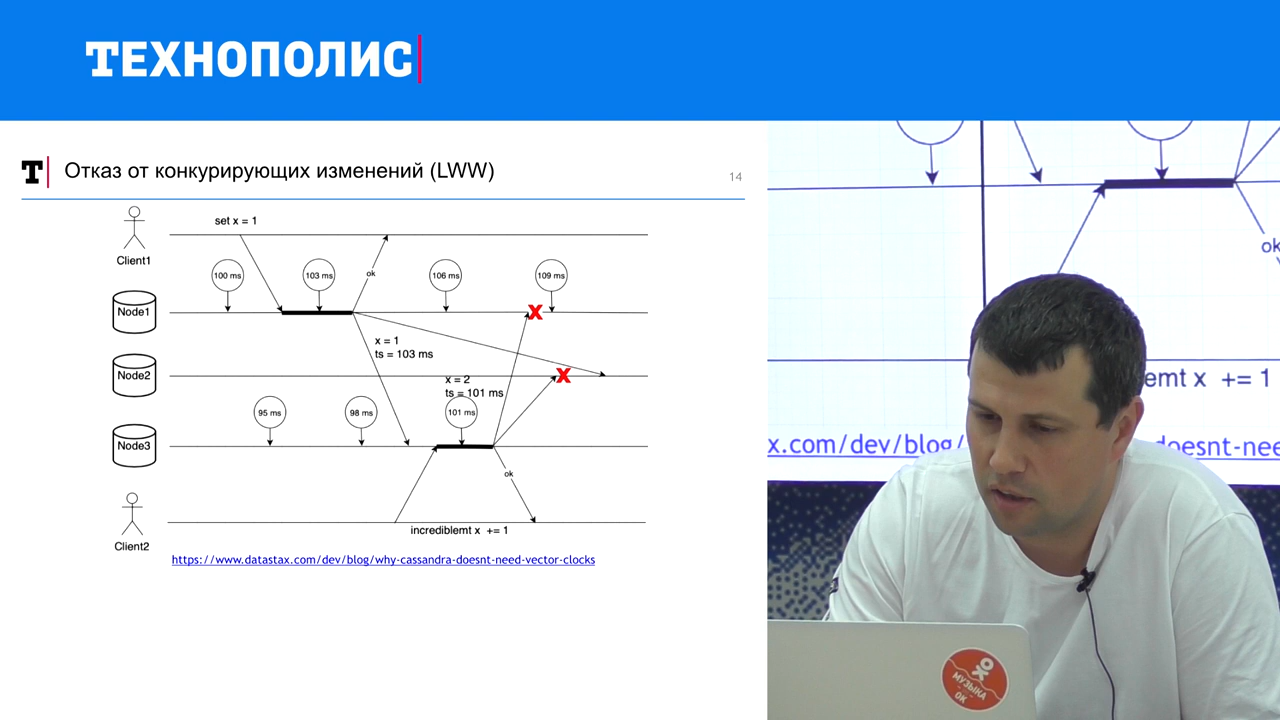 ТЕХНОПОЛИС
Т
Отказ от конкурирующих изменений (LWW)
14
set x = 1
Client1
100 ms
103 ms
ok
106 ms
109 ms
Node1
X
x = 1
ts = 103 ms
Node2
X
x = 2
ts = 101 ms
95 ms
98 ms
101 ms
Node3
ok
incrediblemt x += 1
Client2
https://www.datastax.com/dev/blog/why-cassandra-doesnt-need-vector-clocks
ok
emt x += 1
x.com/dev/blog/
doesnt-nee
МУЗЫКА
OK